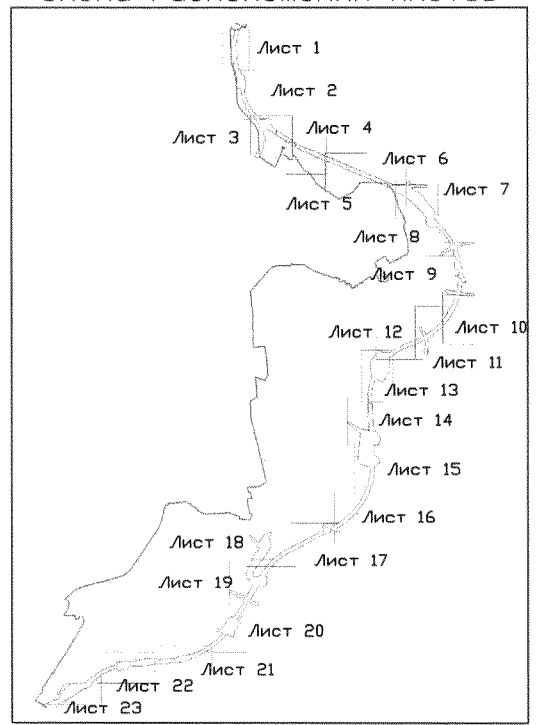 Лист 1
Лист 2
Лист 3
Лист 4
Лист 5
Лист 6
Лист 7
Лист 8
Лист 9
Лист 10
Лист 11
Лист 12
Лист 13
Лист 14
Лист 15
Лист 16
Лист 17
Лист 18
Лист 19
Лист 20
Лист 21
Лист 22
Лист 23